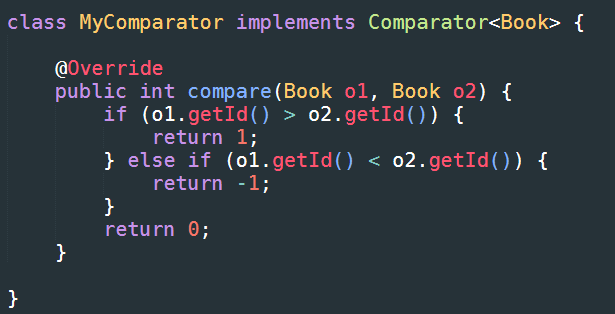 class MyComparator implements Comparator<Book> {
@Override
public int compare(Book o1, Book o2) {
if (o1.getId() > o2.getId()) {
return 1;
} else if (o1.getId() < o2.getId()) {
return -1;
}
return 0;
}
}